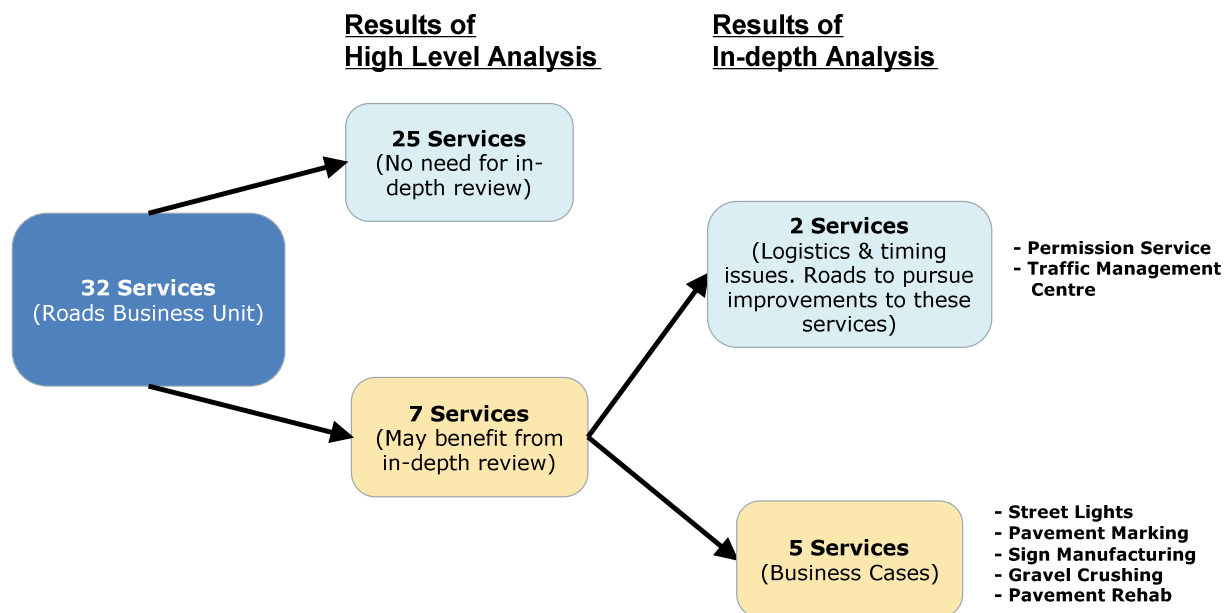 Results of
High Level Analysis
Results of
In-depth Analysis
25 Services
(No need for in-
depth review)
32 Services
(Roads Business Unit)
2 Services
(Logistics & timing
issues. Roads to pursue
improvements to these
services)
- Permission Service
- Traffic Management
Centre
7 Services
(May benefit from
in-depth review)
5 Services
(Business Cases)
- Street Lights
- Pavement Marking
- Sign Manufacturing
- Gravel Crushing
- Pavement Rehab